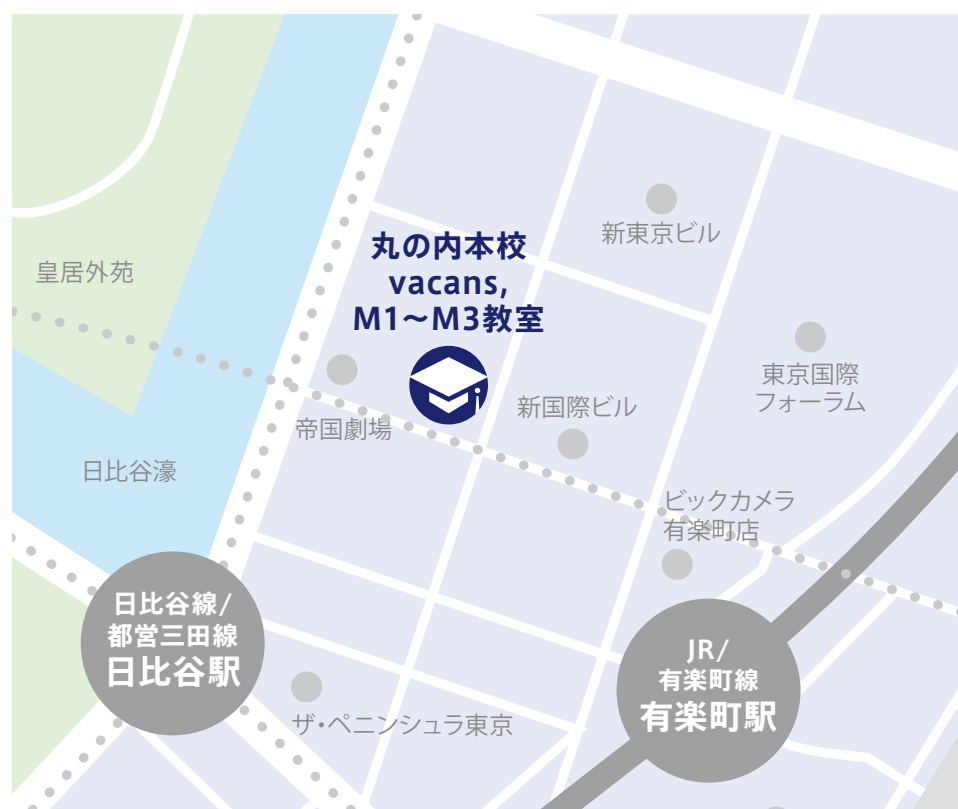 新東京ビル
丸の内本校
vacans,
M1～M3教室
皇居外苑
東京国際
フォーラム
新国際ビル
帝国劇場
日比谷濠
ビックカメラ
有楽町店
日比谷線/
都営三田線
日比谷駅
JR/
有楽町線
有楽町駅
ザ・ペニンシュラ東京